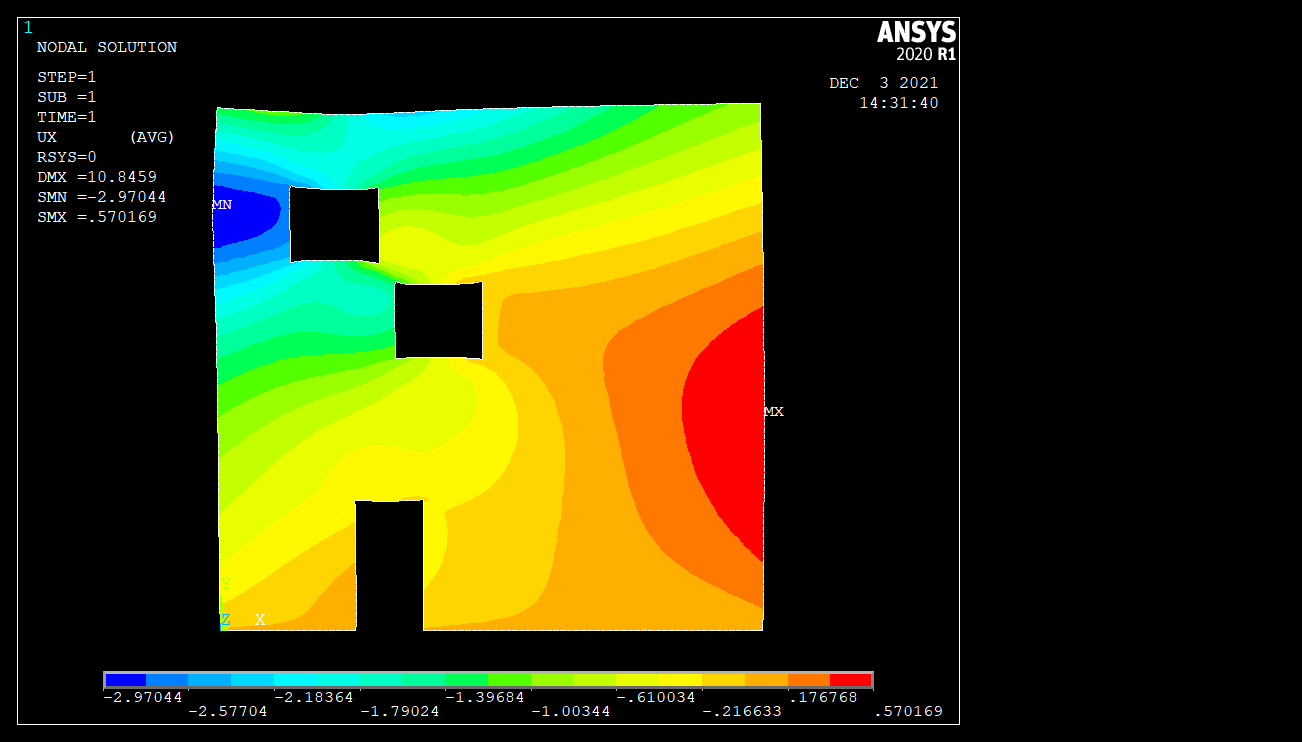 1
NODAL SOLUTION
STEP=1
SUB =1
TIME=1
UX (AVG)
RSYS=0
DMX =10.8459
SMN =-2.97044
SMX =.570169
ANSYS
2020 R1
DEC 3 2021
14:31:40
MN
MX
Y
Z X
-2.97044 -2.18364 -1.39684 -.610034 .176768
-2.57704 -1.79024 -1.00344 -.216633 .570169